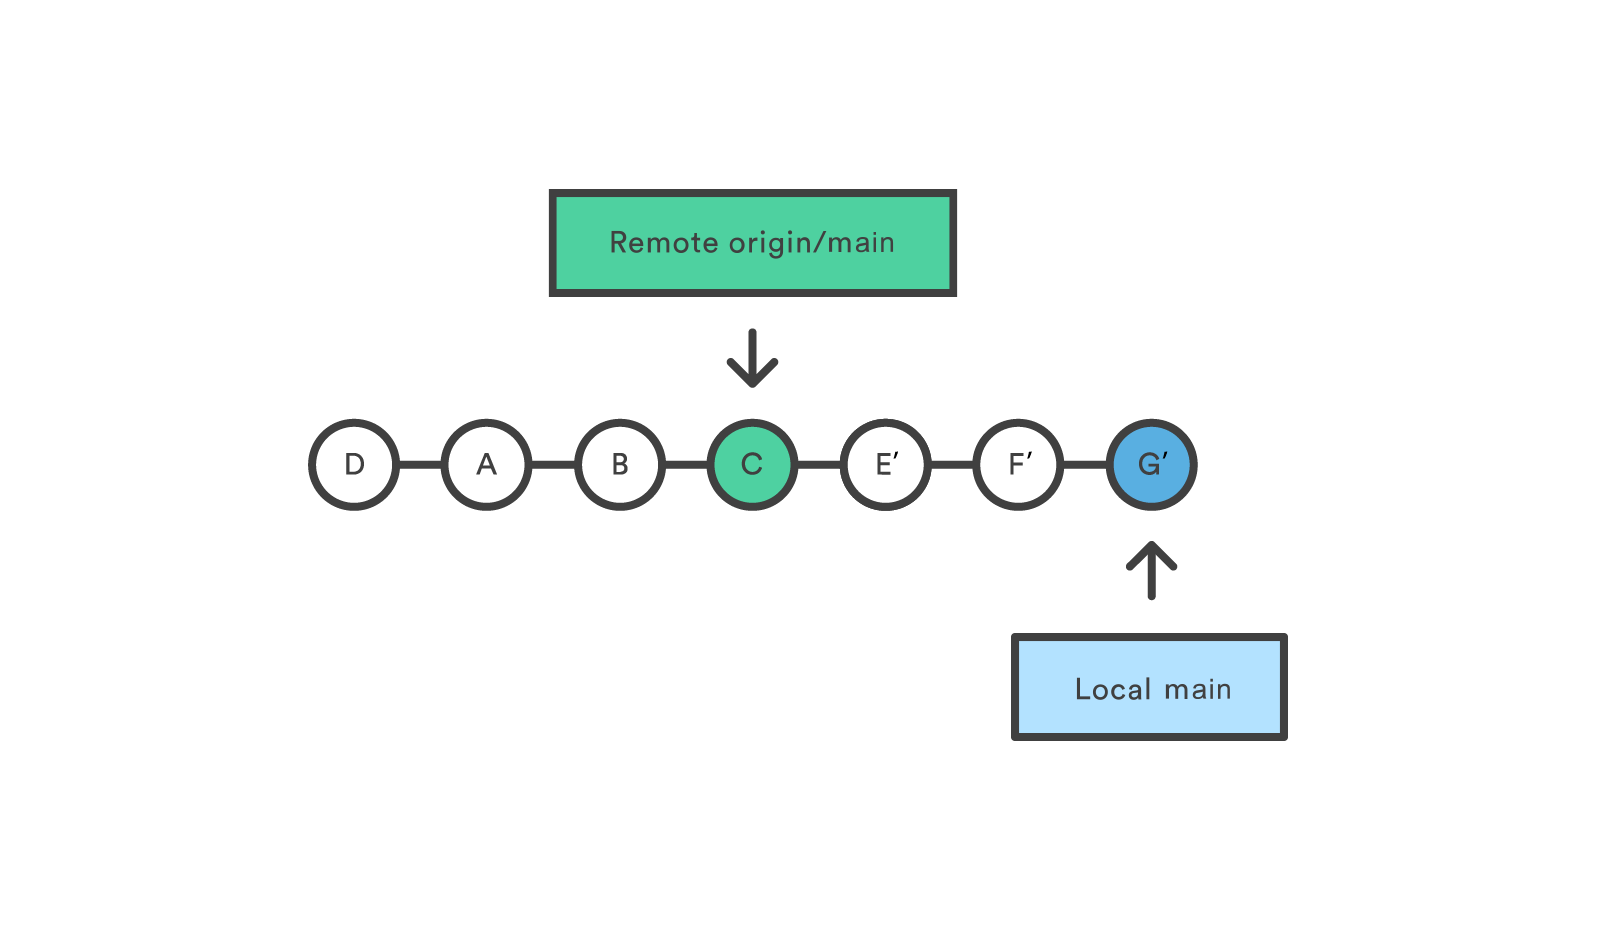 Remote origin/main
D A B C E′ F′ G′
Local main